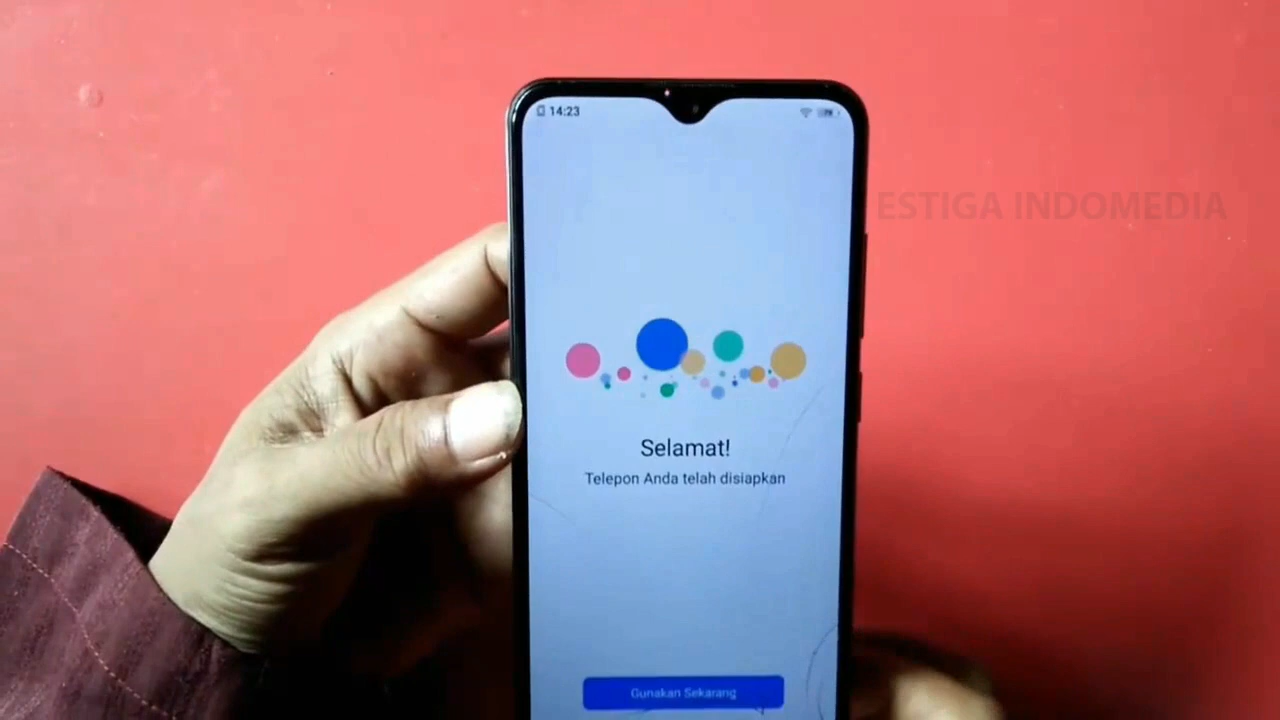 14:23
ESTIGA INDOMEDIA
Selamat!
Telepon Anda telah disiapkan
Gunakan Sekarang